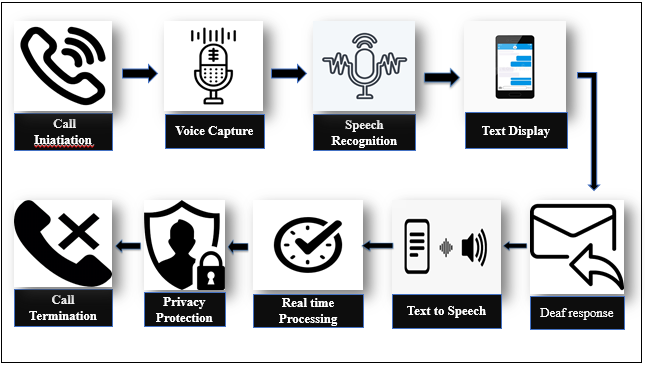 Call
Iniatiation
Voice Capture
Speech
Recognition
Text Display
Call
Termination
Privacy
Protection
Real time
Processing
Text to Speech
Deaf response